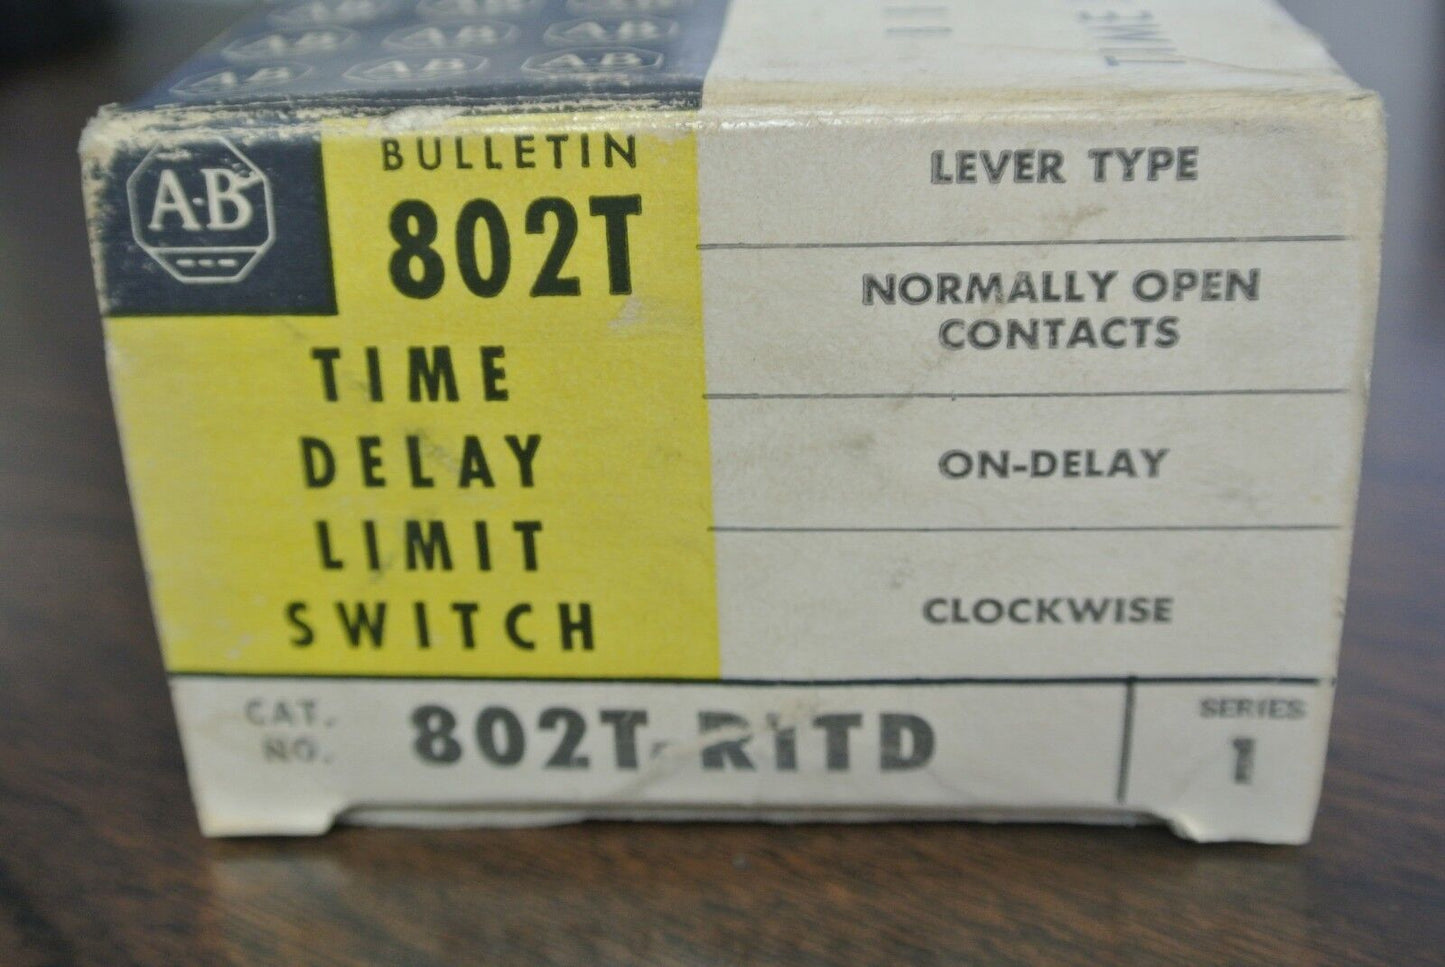 A·B A·B A·B
A·B A·B A·B
A-B
BULLETIN
802T
TIME
DELAY
LIMIT
SWITCH
LEVER TYPE
NORMALLY OPEN
CONTACTS
ON-DELAY
CLOCKWISE
CAT.
NO.
802T-R1TD
SERIES
1